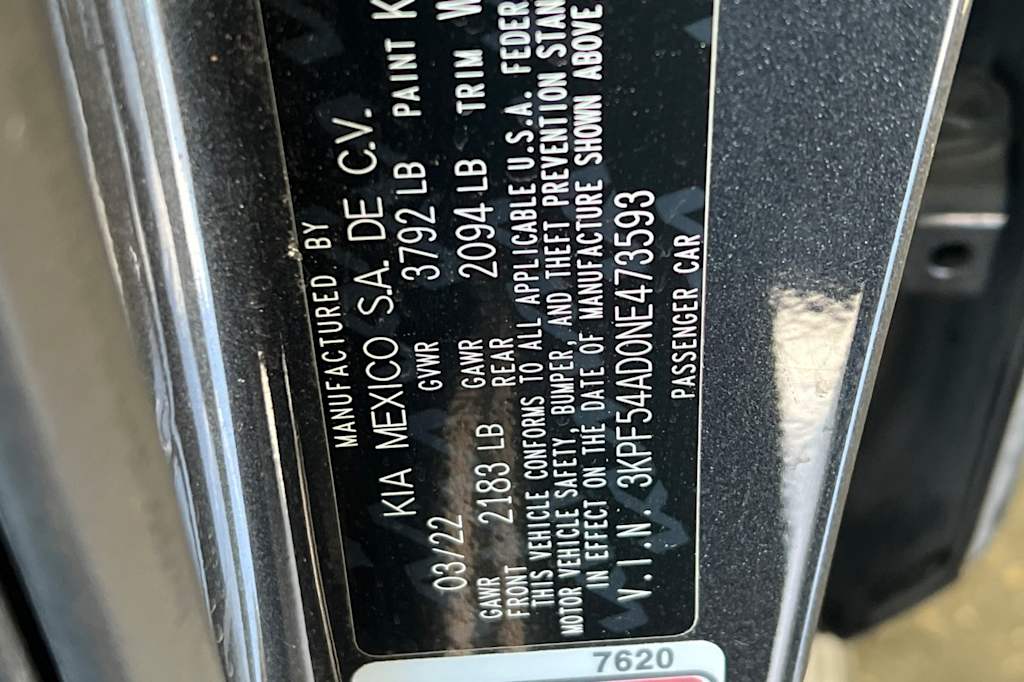 MANUFACTURED BY
KIA MEXICO S.A. DE C.V.
03/22 GVWR 3792 LB PAINT K
GAWR FRONT 2183 LB GAWR REAR 2094 LB TRIM W
THIS VEHICLE CONFORMS TO ALL APPLICABLE U.S.A. FEDER
MOTOR VEHICLE SAFETY, BUMPER, AND THEFT PREVENTION STAN
IN EFFECT ON THE DATE OF MANUFACTURE SHOWN ABOVE
V.I.N. 3KPF54AD0NE473593
PASSENGER CAR
7620